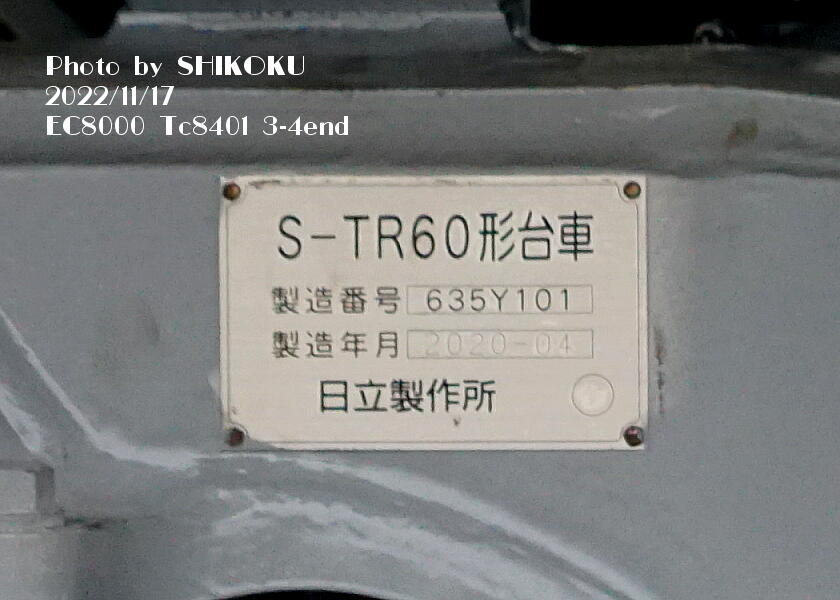 Photo by SHIKOKU
2022/11/17
EC8000 Tc8401 3-4end
S-TR60形台車
製造番号 635Y101
製造年月 2020-04
日立製作所